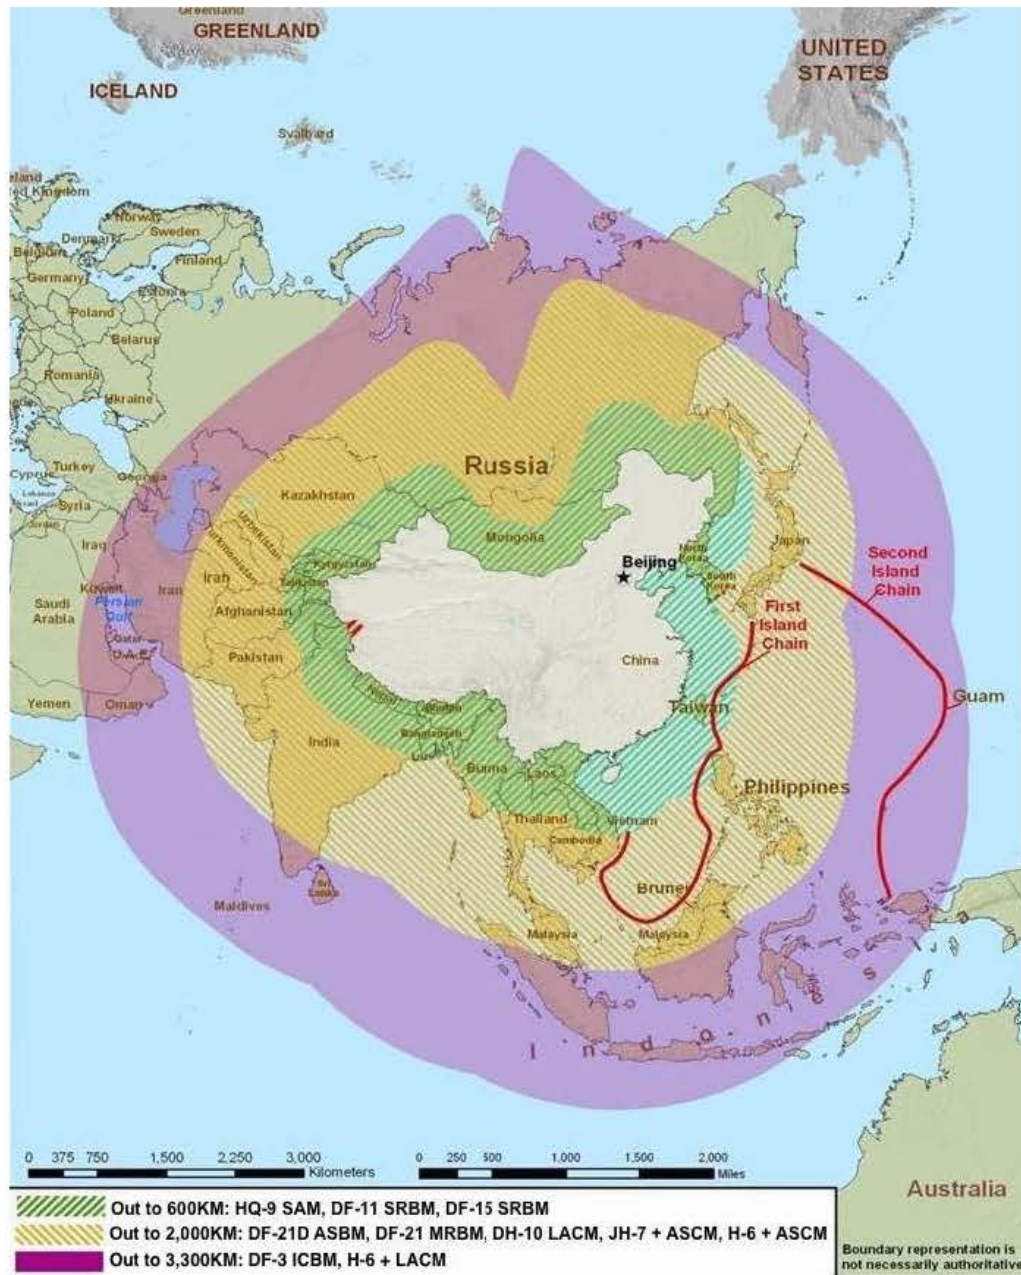 Greenland
GREENLAND
UNITED
STATES
ICELAND
Svalbard
Norway
Sweden
Denmark
Finland
Belgium
Germany
Estonia
Poland
Belarus
Romania
Ukraine
Russia
Turkey
Georgia
Cyprus
Syria
Jordan
Iraq
Kazakhstan
Uzbekistan
Turkmenistan
Kyrgyzstan
Tajikistan
Mongolia
Beijing
North
Korea
South
Korea
Japan
Second
Island
Chain
First
Island
Chain
Kuwait
Iran
Irah
Saudi
Arabia
Persian
Gulf
Qatar
U.A.E
Afghanistan
Pakistan
China
Taiwan
Guam
Yemen
Oman
Nepal
Bhutan
Bangladesh
India
Burma
Laos
Philippines
Thailand
Vietnam
Cambodia
Sri
Lanka
Maldives
Brunei
Malaysia
Malaysia
Indonesia
Australia
0 375 750 1,500 2,250 3,000
Kilometers
0 250 500 1,000 1,500 2,000
Miles
Out to 600KM: HQ-9 SAM, DF-11 SRBM, DF-15 SRBM
Out to 2,000KM: DF-21D ASBM, DF-21 MRBM, DH-10 LACM, JH-7 + ASCM, H-6 + ASCM
Out to 3,300KM: DF-3 ICBM, H-6 + LACM
Boundary representation is
not necessarily authoritative